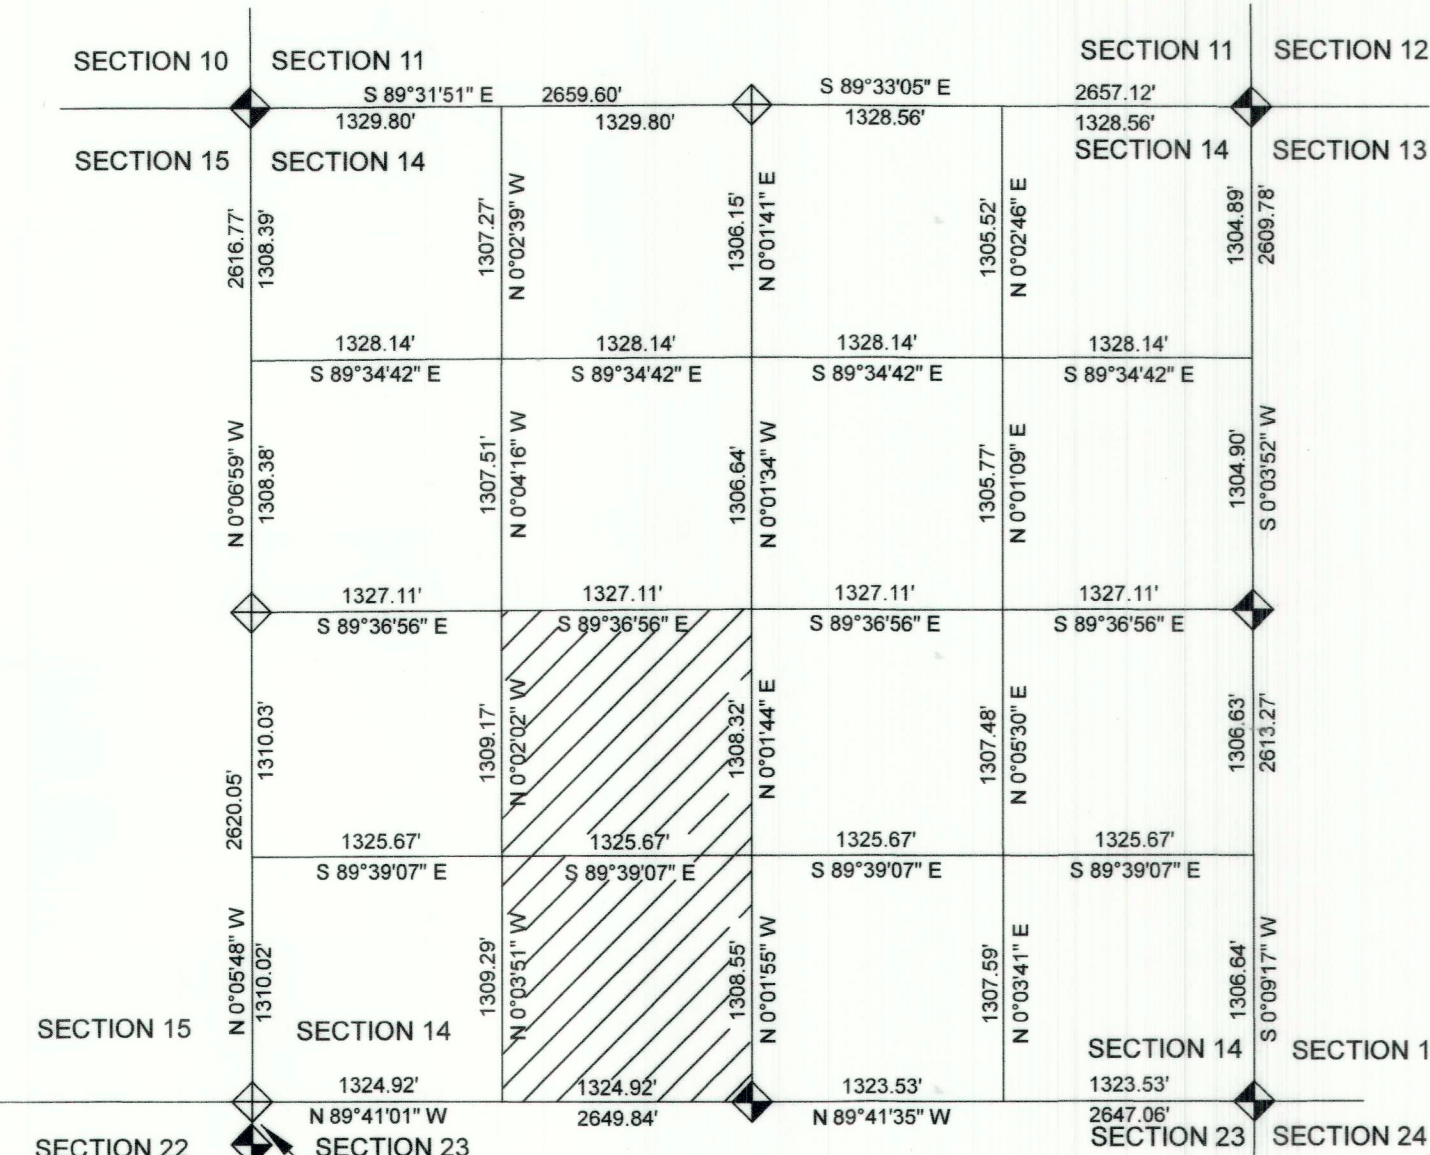 SECTION 10 SECTION 11 SECTION 11 SECTION 12
S 89°31'51" E 2659.60' S 89°33'05" E 2657.12'
1329.80' 1329.80' 1328.56' 1328.56'
SECTION 15 SECTION 14 SECTION 14 SECTION 13
2616.77' 1308.39' 1307.27' N 0°02'39" W 1306.15' N 0°01'41" E 1305.52' N 0°02'46" E 1304.89' 2609.78'
1328.14' 1328.14' 1328.14' 1328.14'
S 89°34'42" E S 89°34'42" E S 89°34'42" E S 89°34'42" E
N 0°06'59" W 1308.38' 1307.51' N 0°04'16" W 1306.64' N 0°01'34" W 1305.77' N 0°01'09" E 1304.90' S 0°03'52" W
1327.11' 1327.11' 1327.11' 1327.11'
S 89°36'56" E S 89°36'56" E S 89°36'56" E S 89°36'56" E
2620.05' 1310.03' 1309.17' N 0°02'02" W 1308.32' N 0°01'44" E 1307.48' N 0°05'30" E 1306.63' 2613.27'
1325.67' 1325.67' 1325.67' 1325.67'
S 89°39'07" E S 89°39'07" E S 89°39'07" E S 89°39'07" E
N 0°05'48" W 1310.02' 1309.29' N 0°03'51" W 1308.55' N 0°01'55" W 1307.59' N 0°03'41" E 1306.64' S 0°09'17" W
SECTION 15 SECTION 14 SECTION 14 SECTION 1
1324.92' 1324.92' 1323.53' 1323.53'
N 89°41'01" W 2649.84' N 89°41'35" W 2647.06'
SECTION 22 SECTION 23 SECTION 23 SECTION 24